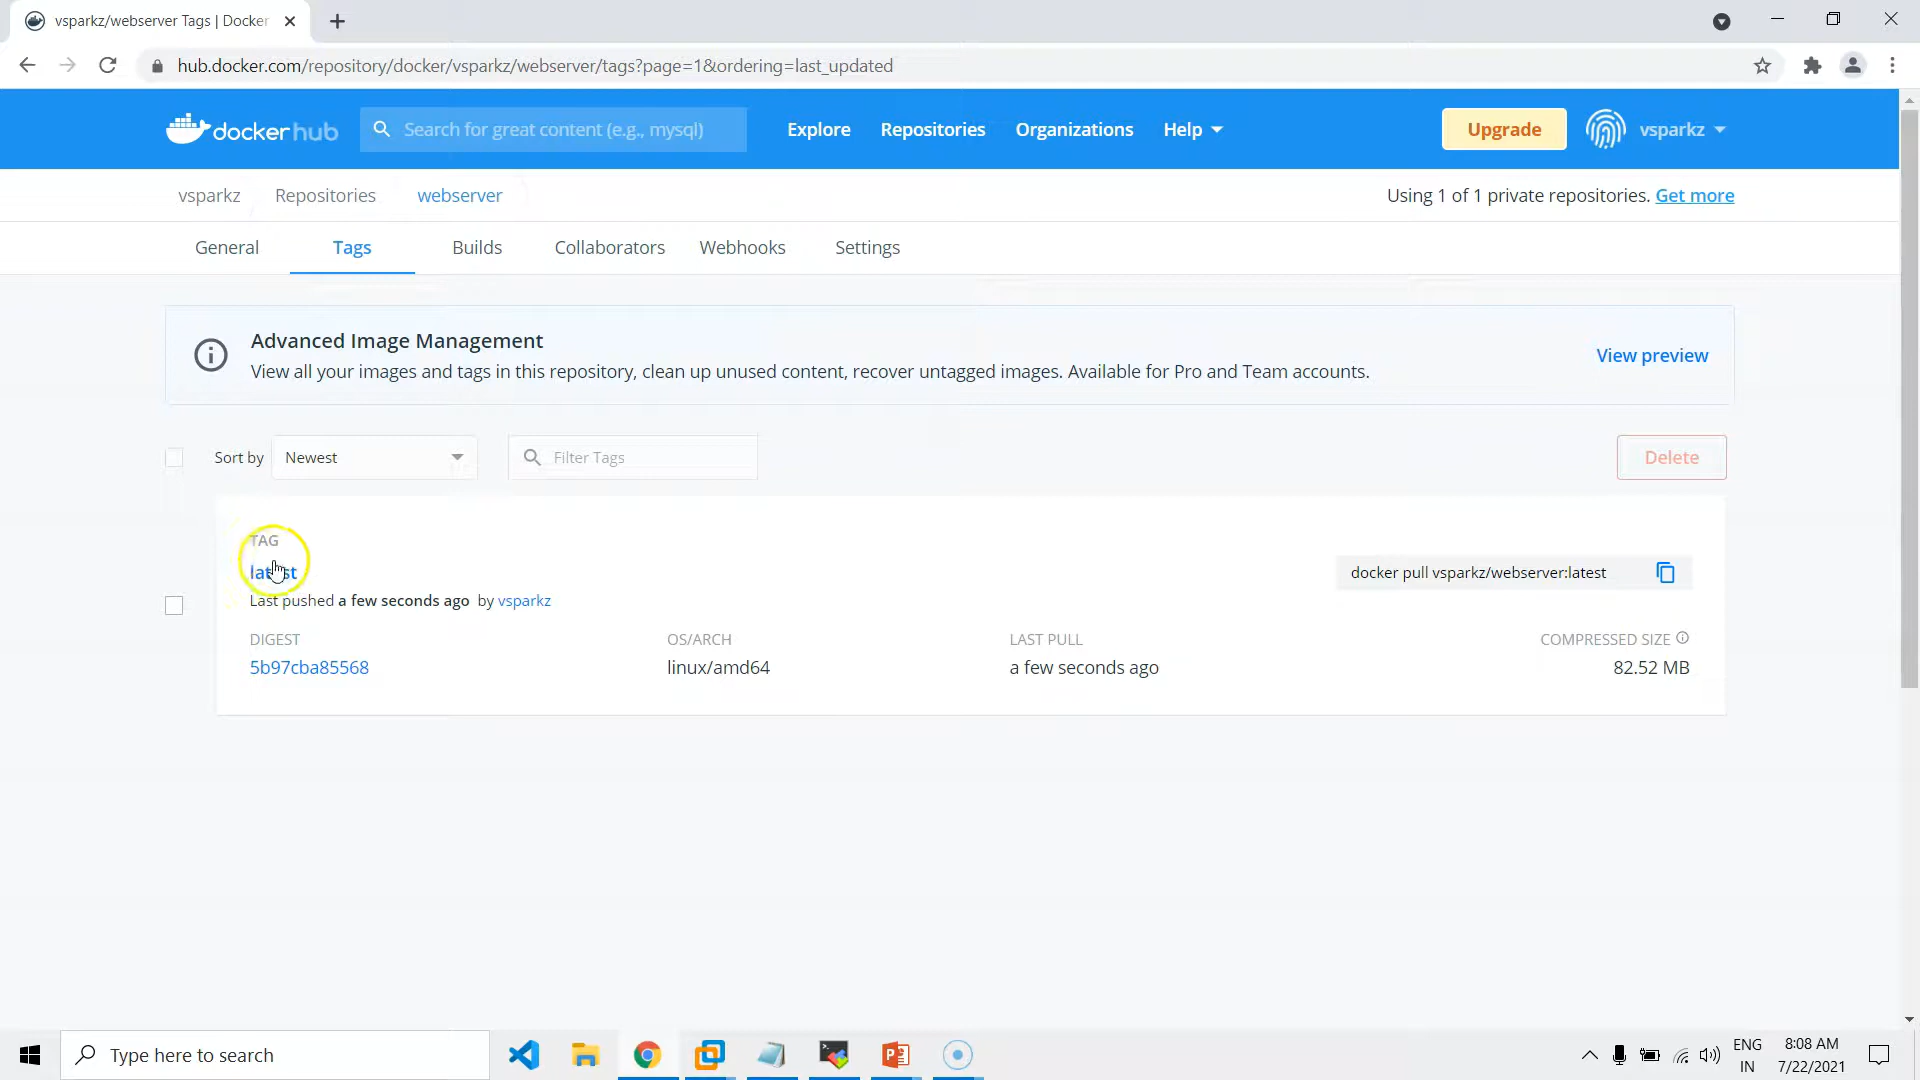 vsparkz/webserver Tags | Docker
hub.docker.com/repository/docker/vsparkz/webserver/tags?page=1&ordering=last_updated
docker hub
Search for great content (e.g., mysql)
Explore
Repositories
Organizations
Help
Upgrade
vsparkz
vsparkz
Repositories
webserver
Using 1 of 1 private repositories. Get more
General
Tags
Builds
Collaborators
Webhooks
Settings
Advanced Image Management
View all your images and tags in this repository, clean up unused content, recover untagged images. Available for Pro and Team accounts.
View preview
Sort by
Newest
Filter Tags
Delete
TAG
latest
docker pull vsparkz/webserver:latest
Last pushed a few seconds ago by vsparkz
DIGEST
OS/ARCH
LAST PULL
COMPRESSED SIZE
5b97cba85568
linux/amd64
a few seconds ago
82.52 MB
Type here to search
ENG
IN
8:08 AM
7/22/2021